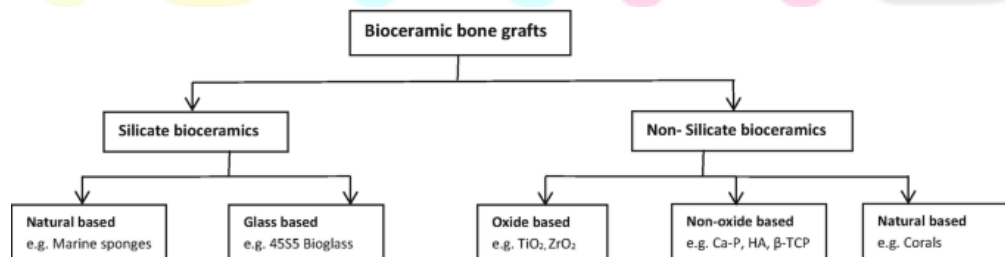 Bioceramic bone grafts
Silicate bioceramics
Non- Silicate bioceramics
Natural based
e.g. Marine sponges
Glass based
e.g. 45S5 Bioglass
Oxide based
e.g. TiO₂, ZrO₂
Non-oxide based
e.g. Ca-P, HA, β-TCP
Natural based
e.g. Corals